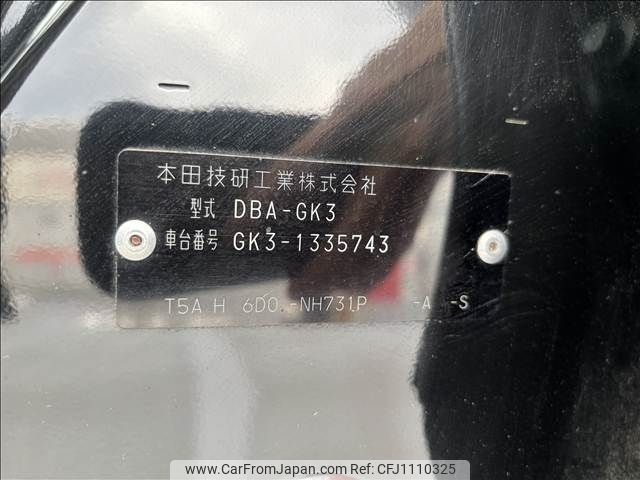 本田技研工業株式会社
型式 DBA-GK3
車台番号 GK3-1335743
T5A H 6D0 -NH731P -A -S
www.CarFromJapan.com - Ref No: CFJ1110325